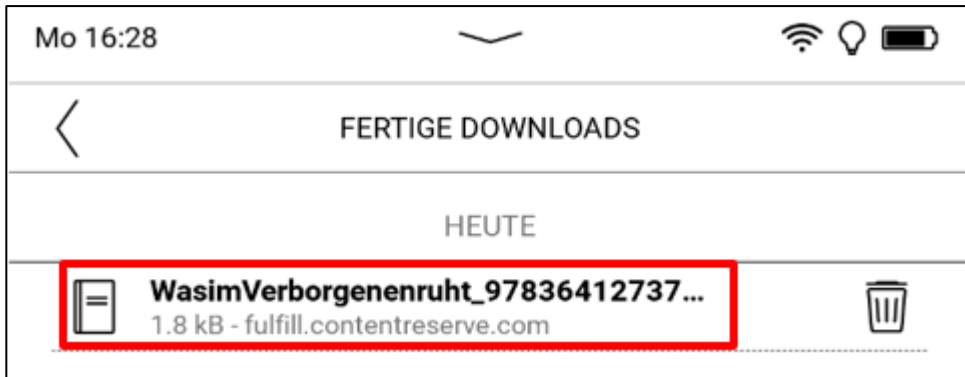 Mo 16:28
FERTIGE DOWNLOADS
HEUTE
WasimVerborgenenruht_97836412737...
1.8 kB - fulfill.contentreserve.com